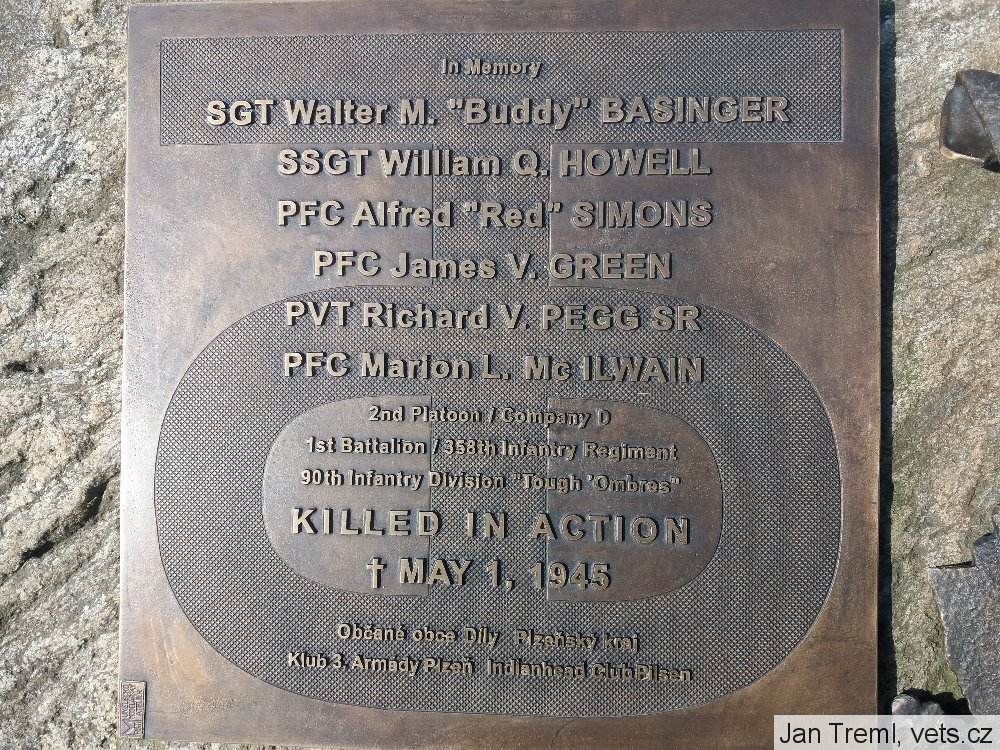 In Memory
SGT Walter M. "Buddy" BASINGER
SSGT William Q. HOWELL
PFC Alfred "Red" SIMONS
PFC James V. GREEN
PVT Richard V. PEGG SR
PFC Marion L. Mc ILWAIN
2nd Platoon / Company D
1st Battalion / 358th Infantry Regiment
90th Infantry Division "Tough 'Ombres"
KILLED IN ACTION
† MAY 1, 1945
Občané obce Díly Plzeňský kraj
Klub 3. Armády Plzeň Indianhead Club Pilsen
Jan Treml, vets.cz